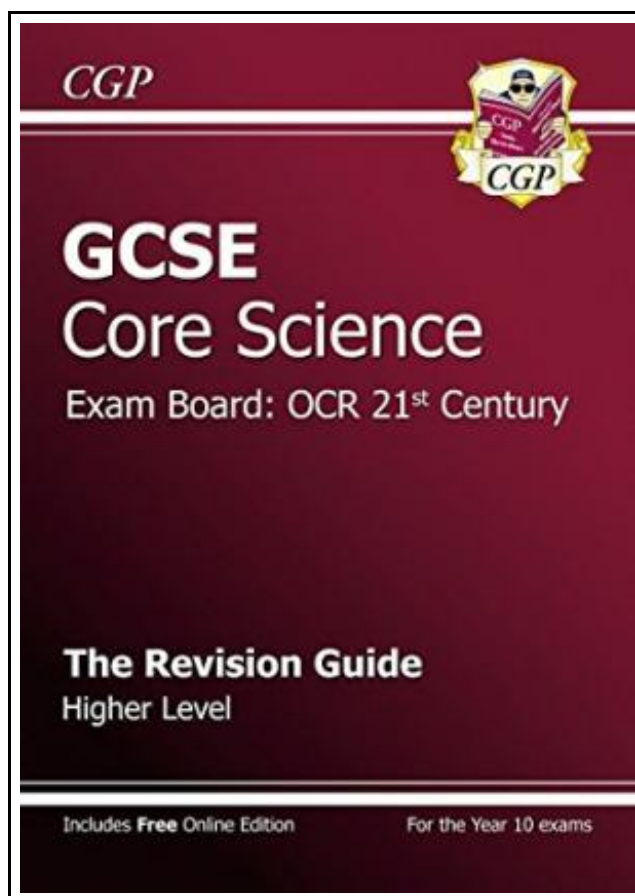 CGP
CGP
CGP
GCSE
Core Science
Exam Board: OCR 21st Century
The Revision Guide
Higher Level
Includes Free Online Edition
For the Year 10 exams